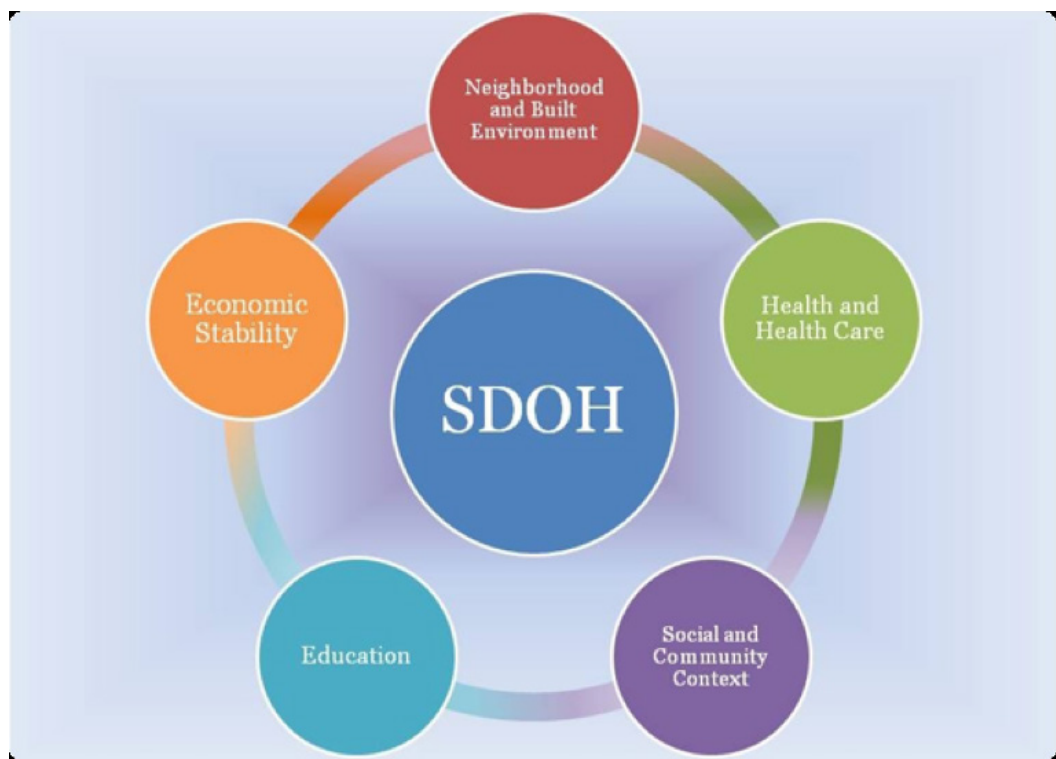 Neighborhood
and Built
Environment
Economic
Stability
Health and
Health Care
SDOH
Education
Social and
Community
Context